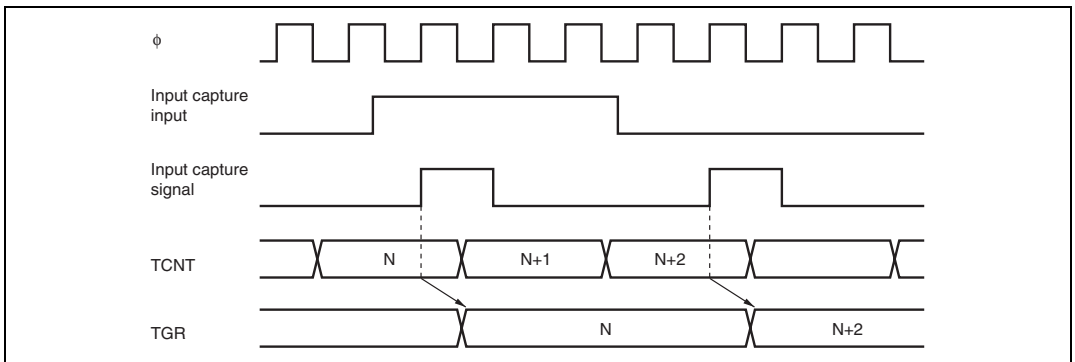 ϕ
Input capture
input
Input capture
signal
TCNT
N
N+1
N+2
TGR
N
N+2